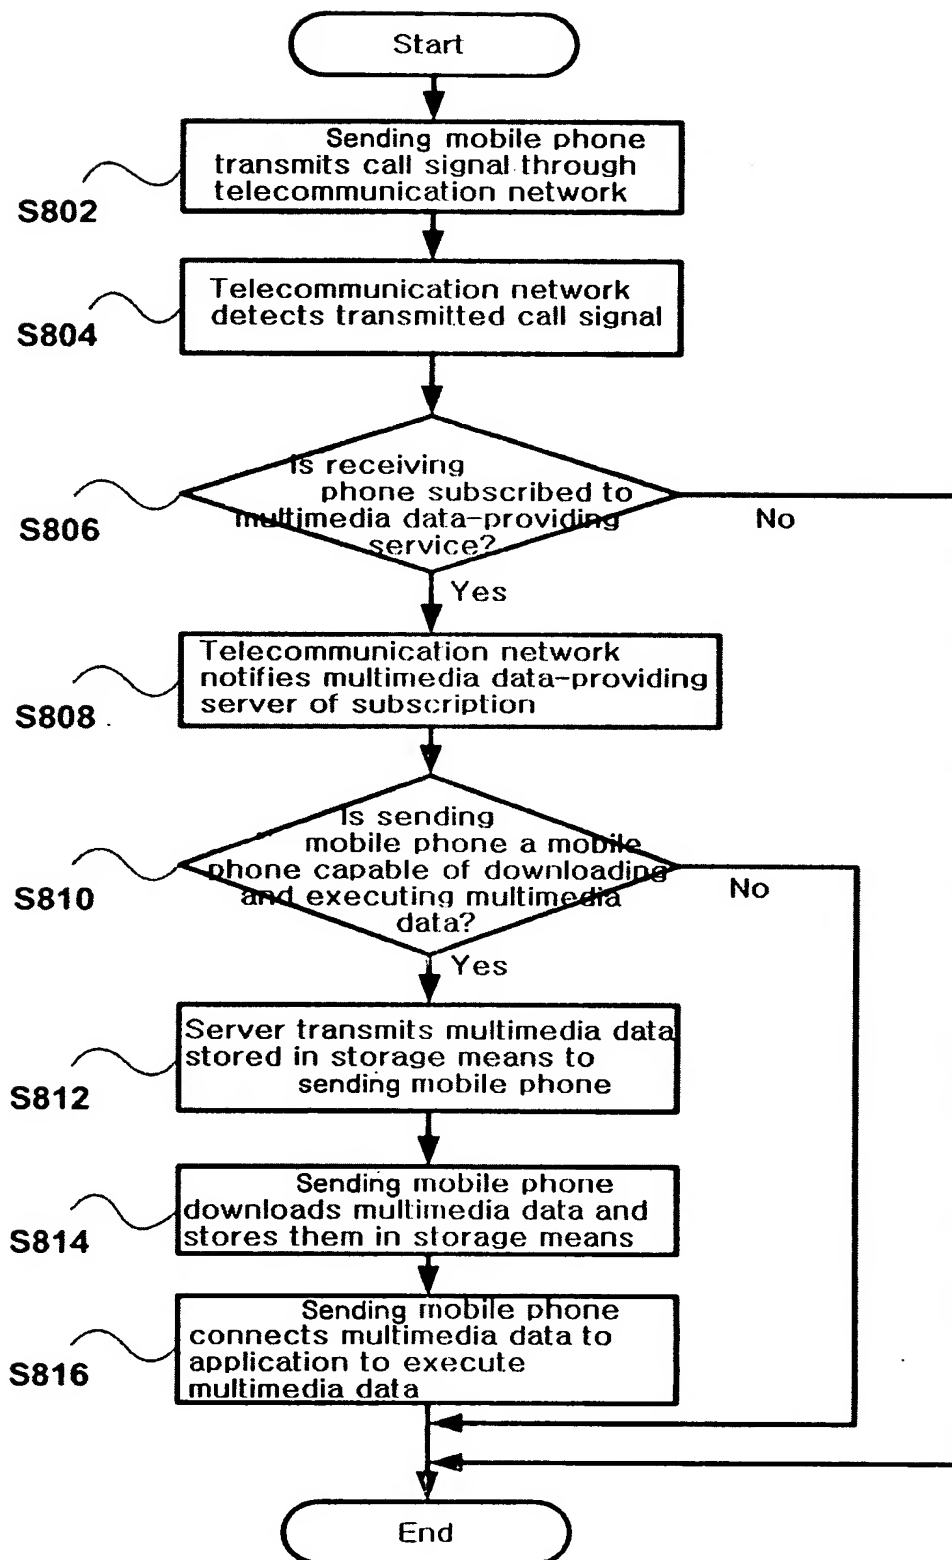 Start
Sending mobile phone
transmits call signal through
telecommunication network
S802
Telecommunication network
detects transmitted call signal
S804
Is receiving
phone subscribed to
multimedia data-providing
service?
S806
No
Yes
Telecommunication network
notifies multimedia data-providing
server of subscription
S808
Is sending
mobile phone a mobile
phone capable of downloading
and executing multimedia
data?
S810
No
Yes
Server transmits multimedia data
stored in storage means to
sending mobile phone
S812
Sending mobile phone
downloads multimedia data and
stores them in storage means
S814
Sending mobile phone
connects multimedia data to
application to execute
multimedia data
S816
End